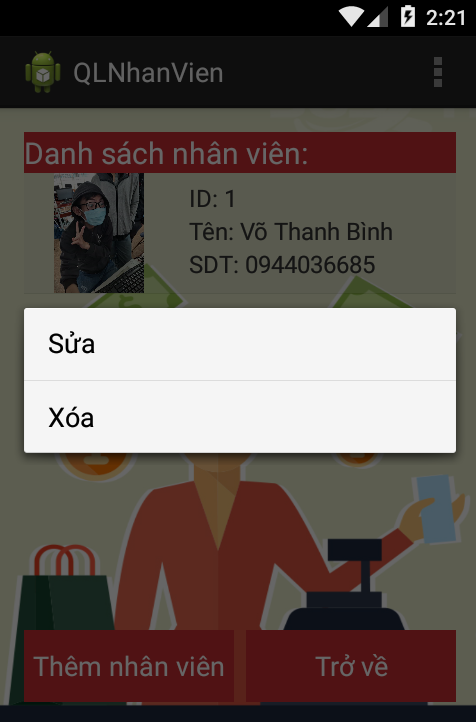 2:21
QLNhanVien
Danh sách nhân viên:
ID: 1
Tên: Võ Thanh Bình
SDT: 0944036685
Sửa
Xóa
Thêm nhân viên
Trở về